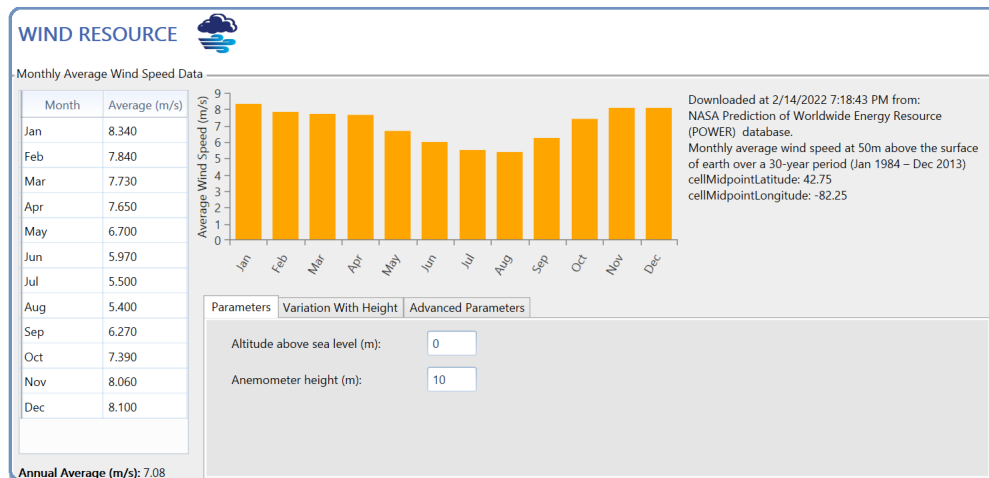 WIND RESOURCE
Monthly Average Wind Speed Data
Month Average (m/s)
Jan 8.340
Feb 7.840
Mar 7.730
Apr 7.650
May 6.700
Jun 5.970
Jul 5.500
Aug 5.400
Sep 6.270
Oct 7.390
Nov 8.060
Dec 8.100
Annual Average (m/s): 7.08
Average Wind Speed (m/s)
9
8
7
6
5
4
3
2
1
0
Jan Feb Mar Apr May Jun Jul Aug Sep Oct Nov Dec
Downloaded at 2/14/2022 7:18:43 PM from:
NASA Prediction of Worldwide Energy Resource
(POWER) database.
Monthly average wind speed at 50m above the surface
of earth over a 30-year period (Jan 1984 – Dec 2013)
cellMidpointLatitude: 42.75
cellMidpointLongitude: -82.25
Parameters Variation With Height Advanced Parameters
Altitude above sea level (m): 0
Anemometer height (m): 10